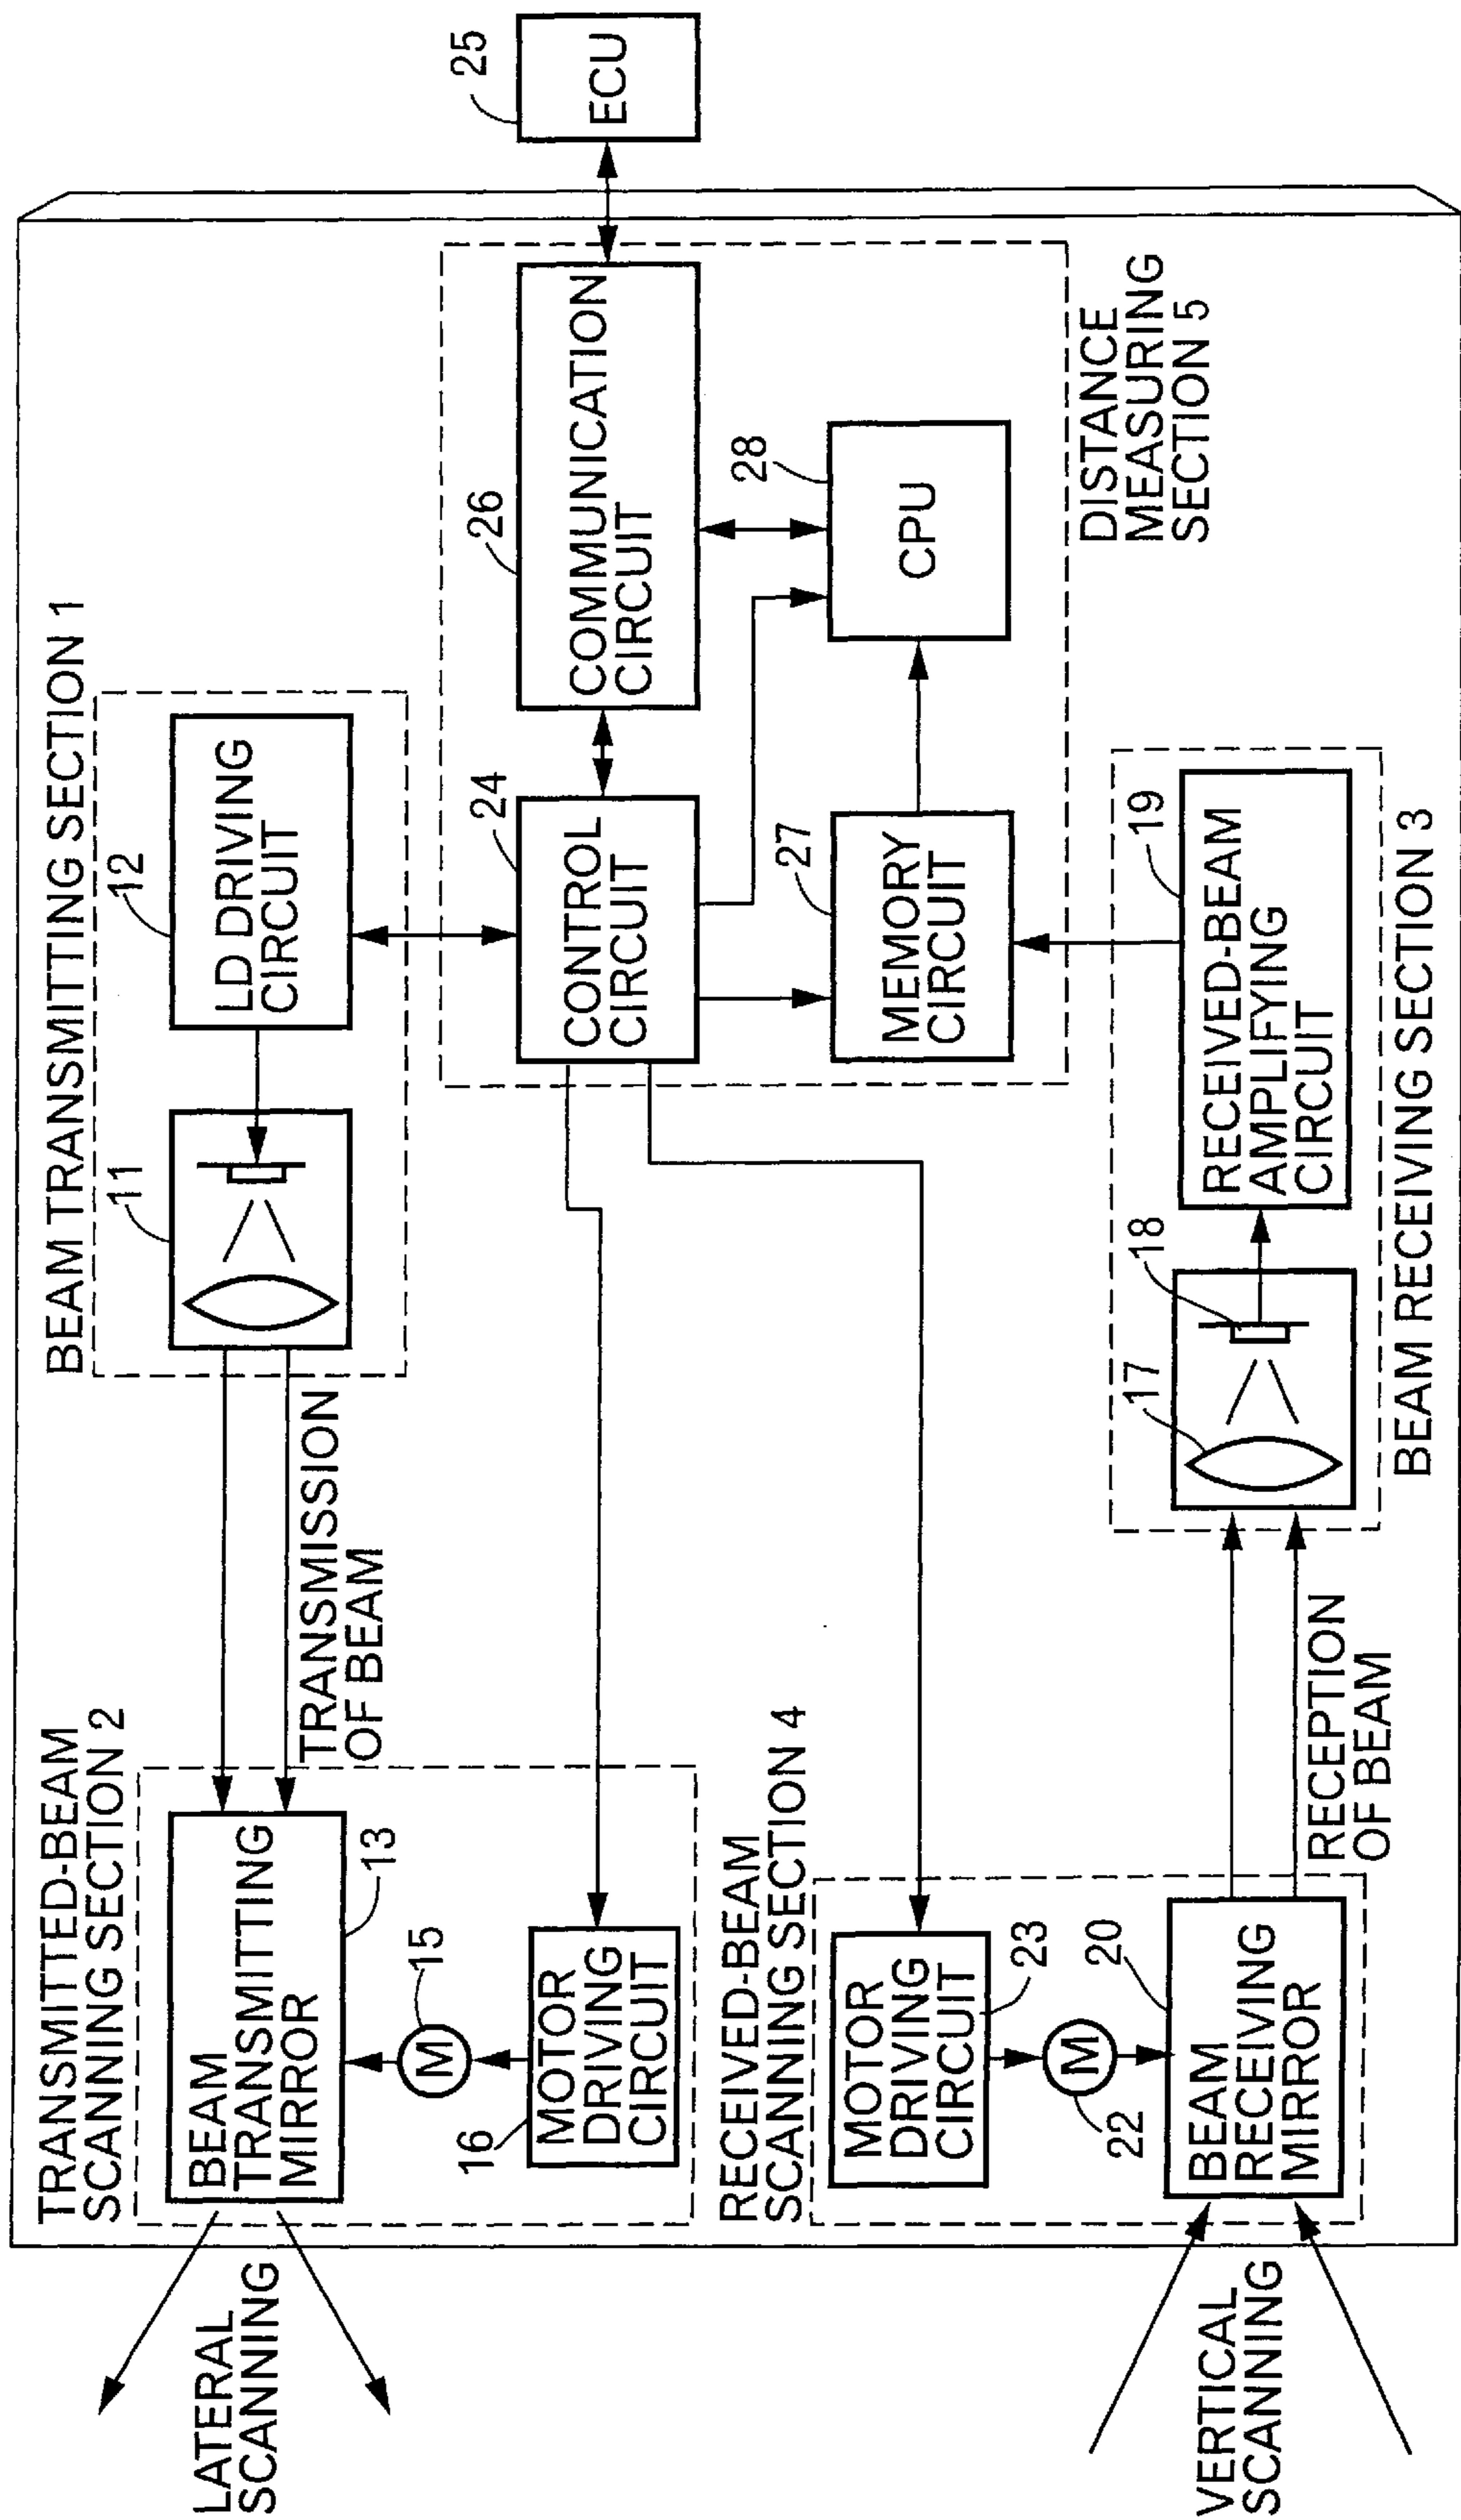 LATERAL
SCANNING
TRANSMITTED-BEAM
SCANNING SECTION 2
BEAM
TRANSMITTING
MIRROR
13
M
15
16
MOTOR
DRIVING
CIRCUIT
TRANSMISSION
OF BEAM
BEAM TRANSMITTING SECTION 1
11
12
LD DRIVING
CIRCUIT
24
CONTROL
CIRCUIT
26
COMMUNICATION
CIRCUIT
25
ECU
27
MEMORY
CIRCUIT
28
CPU
DISTANCE
MEASURING
SECTION 5
RECEIVED-BEAM
SCANNING SECTION 4
MOTOR
DRIVING
CIRCUIT
23
M
22
20
BEAM
RECEIVING
MIRROR
VERTICAL
SCANNING
RECEPTION
OF BEAM
17
18
19
RECEIVED-BEAM
AMPLIFYING
CIRCUIT
BEAM RECEIVING SECTION 3